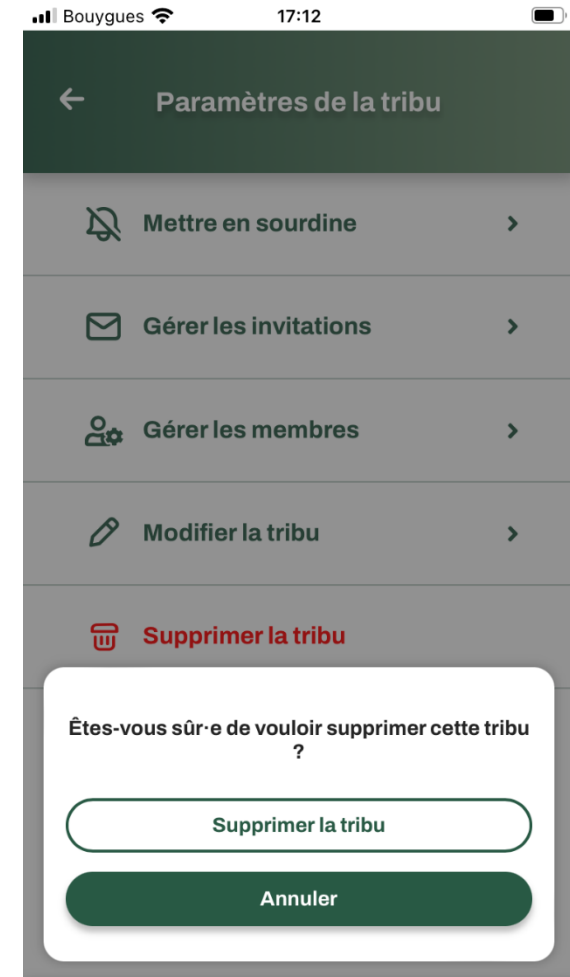 Bouygues 17:12
Paramètres de la tribu
Mettre en sourdine
Gérer les invitations
Gérer les membres
Modifier la tribu
Supprimer la tribu
Êtes-vous sûr·e de vouloir supprimer cette tribu
?
Supprimer la tribu
Annuler